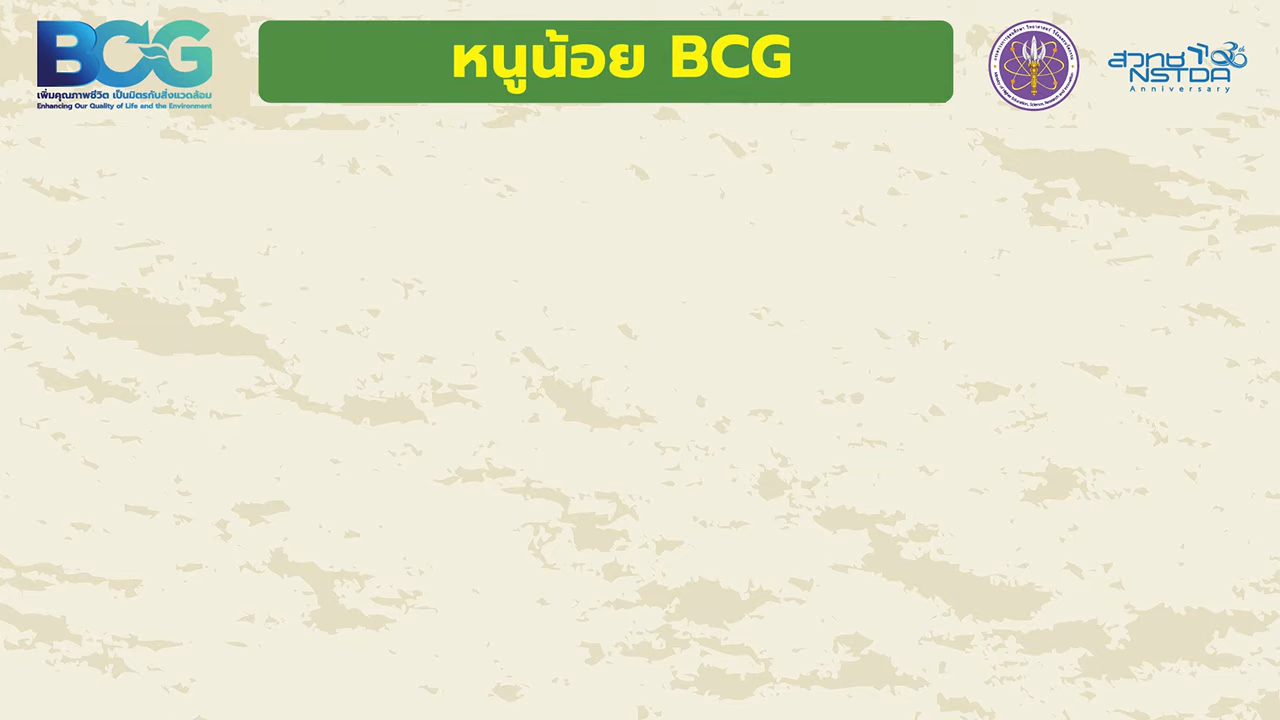 BCG
เพิ่มคุณภาพชีวิต เป็นมิตรกับสิ่งแวดล้อม
Enhancing Our Quality of Life and the Environment
หนูน้อย BCG
สวทช
NSTDA
Anniversary